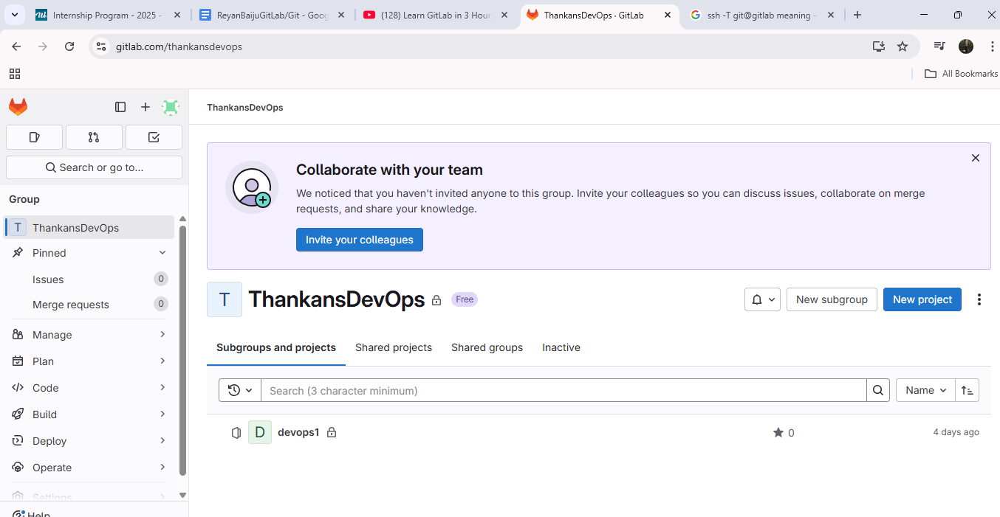 Internship Program - 2025 -
ReyanBaijuGitLab/Git - Goog
(128) Learn GitLab in 3 Hour
ThankansDevOps · GitLab
ssh -T git@gitlab meaning -
gitlab.com/thankansdevops
All Bookmarks
ThankansDevOps
Search or go to...
Group
T ThankansDevOps
Pinned
Issues 0
Merge requests 0
Manage
Plan
Code
Build
Deploy
Operate
Settings
Help
Collaborate with your team
We noticed that you haven't invited anyone to this group. Invite your colleagues so you can discuss issues, collaborate on merge
requests, and share your knowledge.
Invite your colleagues
T ThankansDevOps Free
New subgroup New project
Subgroups and projects Shared projects Shared groups Inactive
Search (3 character minimum) Name
D devops1 0 4 days ago